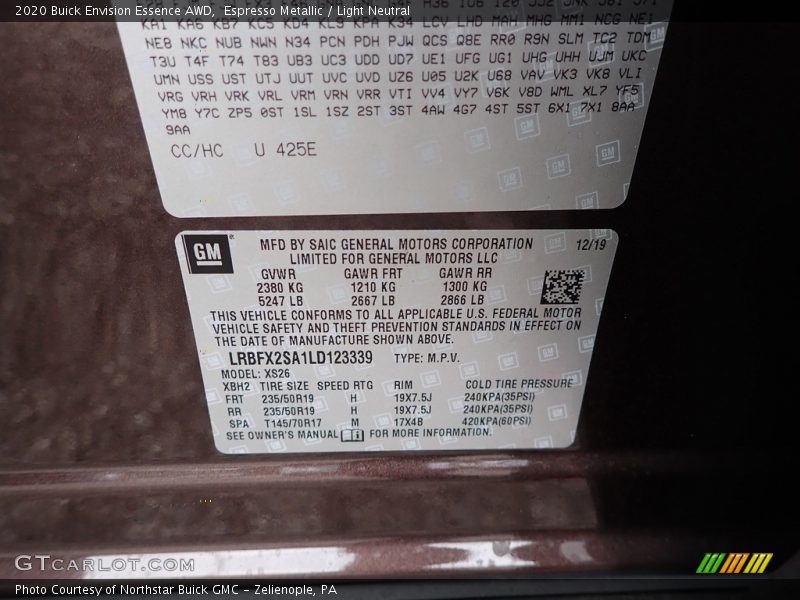 2020 Buick Envision Essence AWD, Espresso Metallic / Light Neutral
KA1 KA6 KB7 KC5 KD4 KL9 KPA K34 LCV LHD MAH MHG MM1 NCG NE1
NE8 NKC NUB NWN N34 PCN PDH PJW QCS Q8E RR0 R9N SLM TC2 TDM
T3U T4F T74 T83 UB3 UC3 UDD UD7 UE1 UFG UG1 UHG UHH UJM UKC
UMN USS UST UTJ UUT UVC UVD UZ6 U05 U2K U68 VAV VK3 VK8 VLI
VRG VRH VRK VRL VRM VRN VRR VTI VV4 VY7 V6K V8D WML XL7 YF5
YM8 Y7C ZP5 0ST 1SL 1SZ 2ST 3ST 4AW 4G7 4ST 5ST 6X1 7X1 8AA
9AA
CC/HC U 425E
GM
MFD BY SAIC GENERAL MOTORS CORPORATION 12/19
LIMITED FOR GENERAL MOTORS LLC
GVWR GAWR FRT GAWR RR
2380 KG 1210 KG 1300 KG
5247 LB 2667 LB 2866 LB
THIS VEHICLE CONFORMS TO ALL APPLICABLE U.S. FEDERAL MOTOR
VEHICLE SAFETY AND THEFT PREVENTION STANDARDS IN EFFECT ON
THE DATE OF MANUFACTURE SHOWN ABOVE.
LRBFX2SA1LD123339 TYPE: M.P.V.
MODEL: XS26
XBH2 TIRE SIZE SPEED RTG RIM COLD TIRE PRESSURE
FRT 235/50R19 H 19X7.5J 240KPA(35PSI)
RR 235/50R19 H 19X7.5J 240KPA(35PSI)
SPA T145/70R17 M 17X4B 420KPA(60PSI)
SEE OWNER'S MANUAL FOR MORE INFORMATION.
GTCARLOT.COM
Photo Courtesy of Northstar Buick GMC - Zelienople, PA